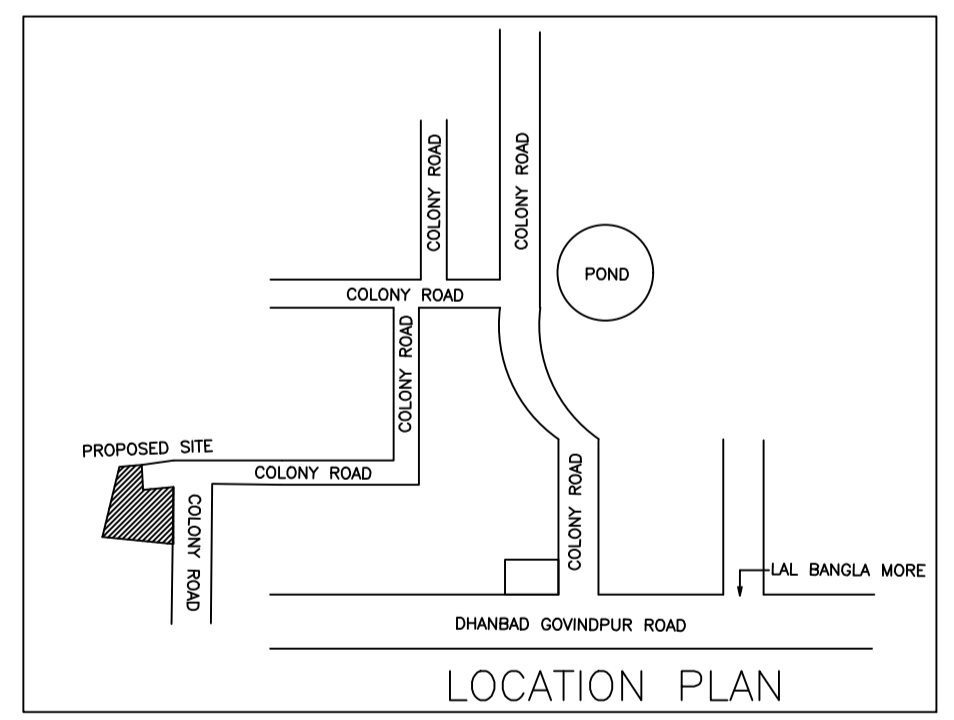 COLONY ROAD
COLONY ROAD
POND
COLONY ROAD
COLONY ROAD
PROPOSED SITE
COLONY ROAD
COLONY ROAD
COLONY ROAD
LAL BANGLA MORE
DHANBAD GOVINDPUR ROAD
LOCATION PLAN